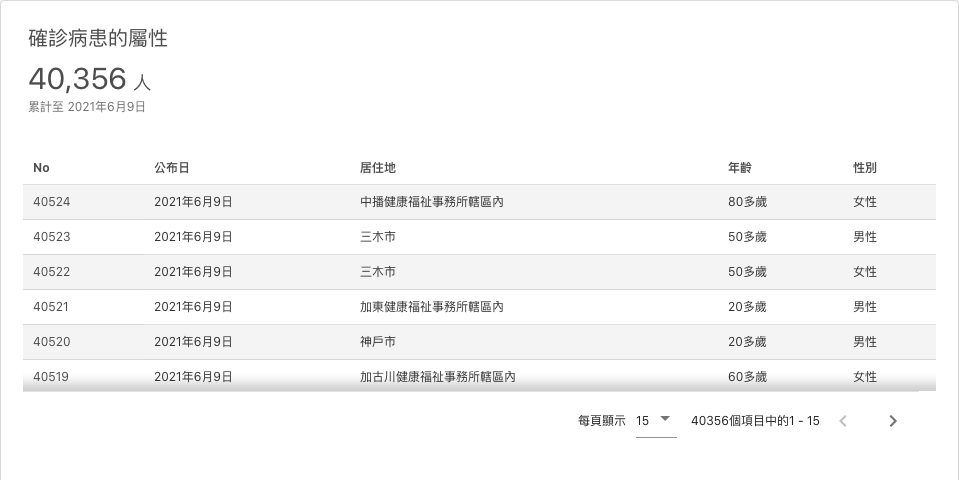 確診病患的屬性
40,356 人
累計至 2021年6月9日
No 公布日 居住地 年齡 性別
40524 2021年6月9日 中播健康福祉事務所轄區內 80多歲 女性
40523 2021年6月9日 三木市 50多歲 男性
40522 2021年6月9日 三木市 50多歲 女性
40521 2021年6月9日 加東健康福祉事務所轄區內 20多歲 男性
40520 2021年6月9日 神戶市 20多歲 男性
40519 2021年6月9日 加古川健康福祉事務所轄區內 60多歲 女性
每頁顯示 15 40356個項目中的1 - 15